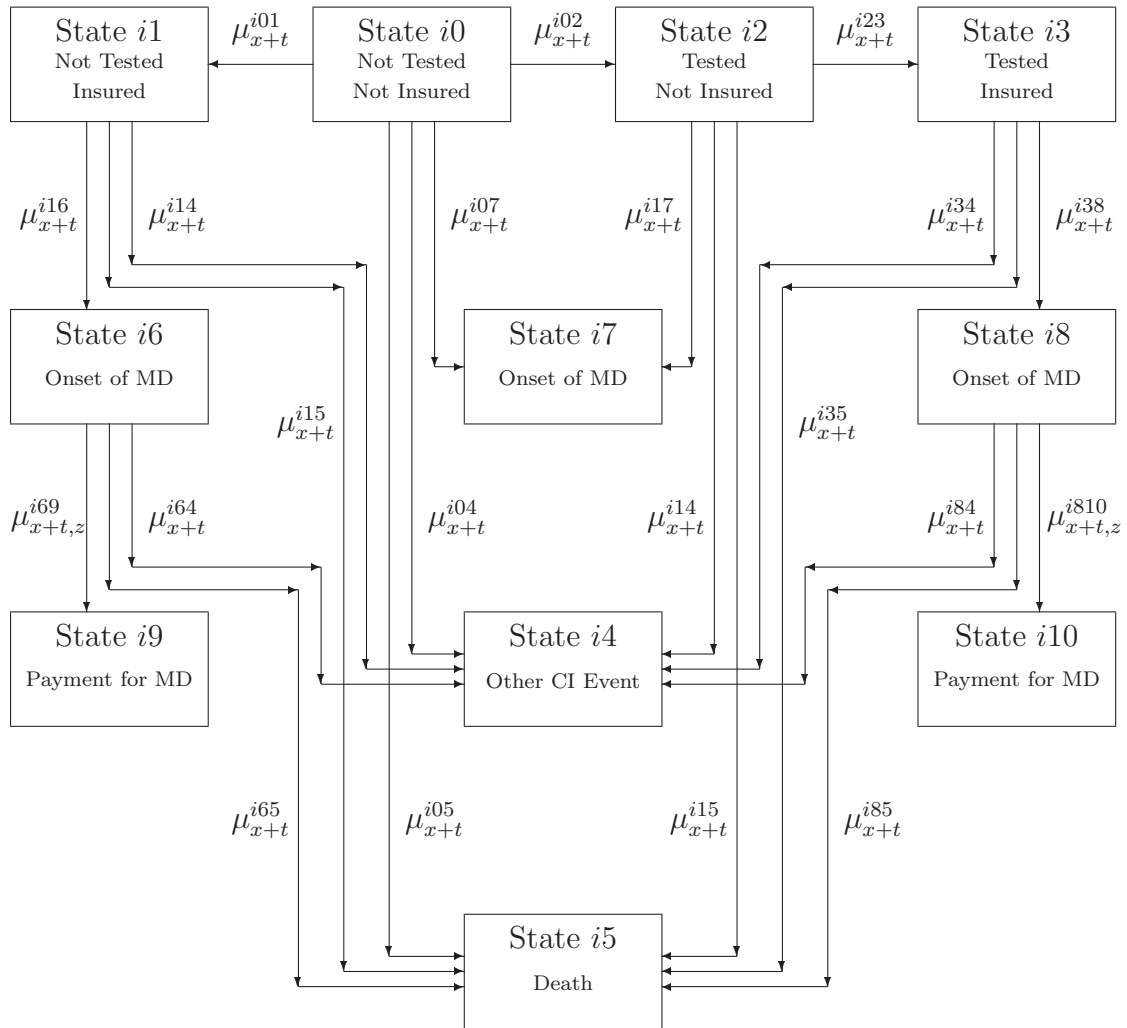 State i1
Not Tested
Insured
μ^{i01}_{x+t}
State i0
Not Tested
Not Insured
μ^{i02}_{x+t}
State i2
Tested
Not Insured
μ^{i23}_{x+t}
State i3
Tested
Insured
μ^{i16}_{x+t}
μ^{i14}_{x+t}
μ^{i07}_{x+t}
μ^{i17}_{x+t}
μ^{i34}_{x+t}
μ^{i38}_{x+t}
State i6
Onset of MD
State i7
Onset of MD
State i8
Onset of MD
μ^{i15}_{x+t}
μ^{i35}_{x+t}
μ^{i69}_{x+t,z}
μ^{i64}_{x+t}
μ^{i04}_{x+t}
μ^{i14}_{x+t}
μ^{i84}_{x+t}
μ^{i810}_{x+t,z}
State i9
Payment for MD
State i4
Other CI Event
State i10
Payment for MD
μ^{i65}_{x+t}
μ^{i05}_{x+t}
μ^{i15}_{x+t}
μ^{i85}_{x+t}
State i5
Death